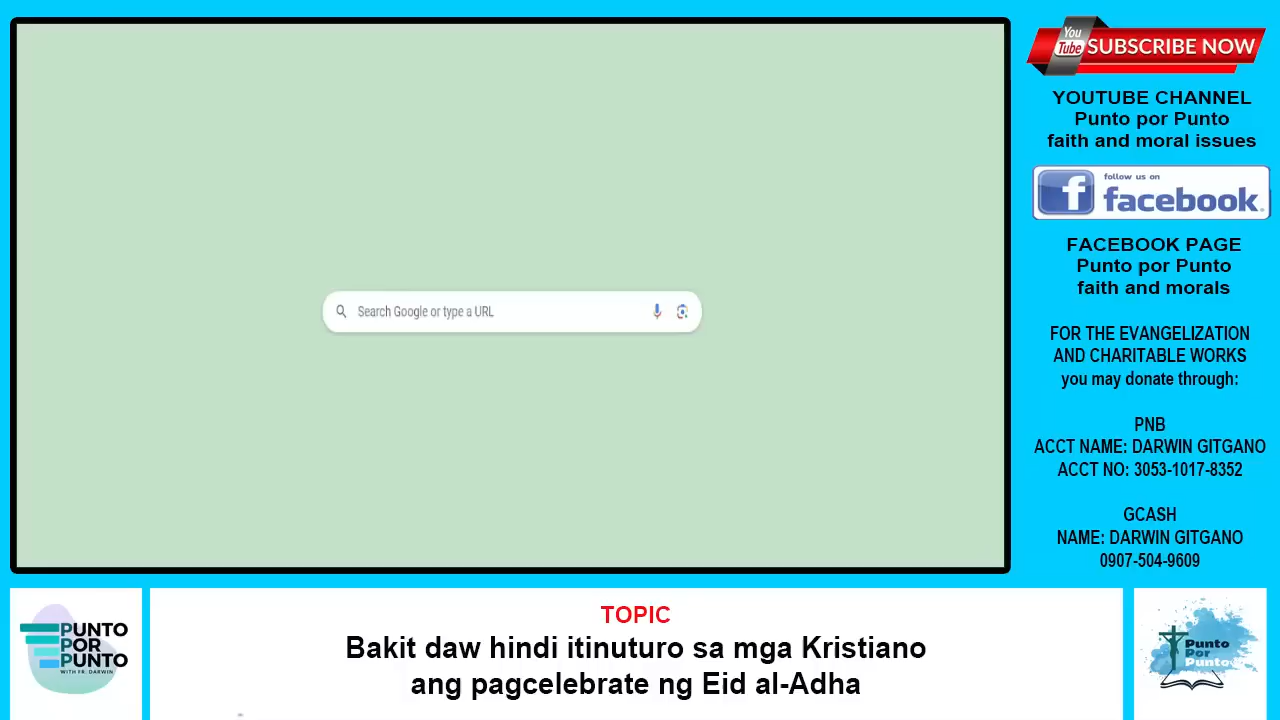 Search Google or type a URL
You
Tube
SUBSCRIBE NOW
YOUTUBE CHANNEL
Punto por Punto
faith and moral issues
follow us on
facebook.
FACEBOOK PAGE
Punto por Punto
faith and morals
FOR THE EVANGELIZATION
AND CHARITABLE WORKS
you may donate through:
PNB
ACCT NAME: DARWIN GITGANO
ACCT NO: 3053-1017-8352
GCASH
NAME: DARWIN GITGANO
0907-504-9609
PUNTO
POR
PUNTO
WITH FR. DARWIN
TOPIC
Bakit daw hindi itinuturo sa mga Kristiano
ang pagcelebrate ng Eid al-Adha
Punto
Por
Punto